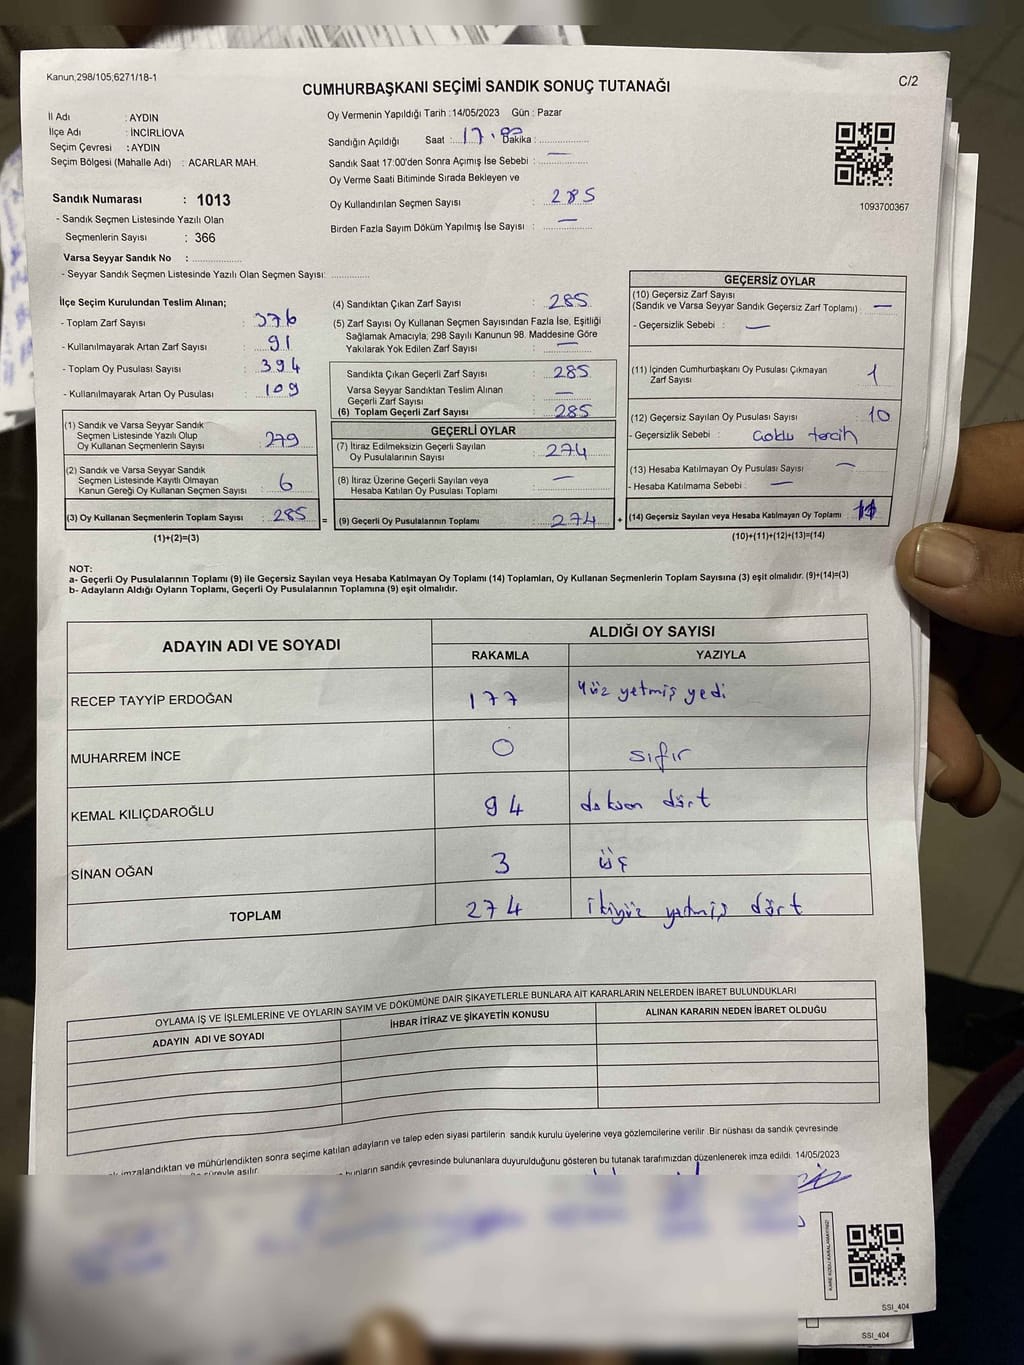 Kanun,298/105,6271/18-1
C/2
CUMHURBAŞKANI SEÇİMİ SANDIK SONUÇ TUTANAĞI
İl Adı : AYDIN
İlçe Adı : İNCİRLİOVA
Seçim Çevresi : AYDIN
Seçim Bölgesi (Mahalle Adı) : ACARLAR MAH.
Sandık Numarası : 1013
- Sandık Seçmen Listesinde Yazılı Olan
Seçmenlerin Sayısı : 366
Varsa Seyyar Sandık No :
- Seyyar Sandık Seçmen Listesinde Yazılı Olan Seçmen Sayısı:
Oy Vermenin Yapıldığı Tarih :14/05/2023 Gün : Pazar
Sandığın Açıldığı Saat : 17. Dakika :
Sandık Saat 17:00'den Sonra Açımış İse Sebebi : —
Oy Verme Saati Bitiminde Sırada Bekleyen ve
Oy Kullandırılan Seçmen Sayısı : 285
Birden Fazla Sayım Döküm Yapılmış İse Sayısı : —
1093700367
İlçe Seçim Kurulundan Teslim Alınan;
- Toplam Zarf Sayısı : 376
- Kullanılmayarak Artan Zarf Sayısı : 91
- Toplam Oy Pusulası Sayısı : 394
- Kullanılmayarak Artan Oy Pusulası : 109
(1) Sandık ve Varsa Seyyar Sandık
Seçmen Listesinde Yazılı Olup
Oy Kullanan Seçmenlerin Sayısı : 279
(2) Sandık ve Varsa Seyyar Sandık
Seçmen Listesinde Kayıtlı Olmayan
Kanun Gereği Oy Kullanan Seçmen Sayısı : 6
(3) Oy Kullanan Seçmenlerin Toplam Sayısı : 285 =
(1)+(2)=(3)
(4) Sandıktan Çıkan Zarf Sayısı : 285
(5) Zarf Sayısı Oy Kullanan Seçmen Sayısından Fazla İse, Eşitliği
Sağlamak Amacıyla, 298 Sayılı Kanunun 98. Maddesine Göre
Yakılarak Yok Edilen Zarf Sayısı : —
Sandıkta Çıkan Geçerli Zarf Sayısı : 285
Varsa Seyyar Sandıktan Teslim Alınan
Geçerli Zarf Sayısı : —
(6) Toplam Geçerli Zarf Sayısı : 285
GEÇERLİ OYLAR
(7) İtiraz Edilmeksizin Geçerli Sayılan
Oy Pusulalarının Sayısı : 274
(8) İtiraz Üzerine Geçerli Sayılan veya
Hesaba Katılan Oy Pusulası Toplamı : —
(9) Geçerli Oy Pusulalarının Toplamı : 274 +
GEÇERSİZ OYLAR
(10) Geçersiz Zarf Sayısı
(Sandık ve Varsa Seyyar Sandık Geçersiz Zarf Toplamı) : —
- Geçersizlik Sebebi : —
(11) İçinden Cumhurbaşkanı Oy Pusulası Çıkmayan
Zarf Sayısı : 1
(12) Geçersiz Sayılan Oy Pusulası Sayısı : 10
- Geçersizlik Sebebi : Çoklu tercih
(13) Hesaba Katılmayan Oy Pusulası Sayısı : —
- Hesaba Katılmama Sebebi : —
(14) Geçersiz Sayılan veya Hesaba Katılmayan Oy Toplamı : 11
(10)+(11)+(12)+(13)=(14)
NOT:
a- Geçerli Oy Pusulalarının Toplamı (9) ile Geçersiz Sayılan veya Hesaba Katılmayan Oy Toplamı (14) Toplamları, Oy Kullanan Seçmenlerin Toplam Sayısına (3) eşit olmalıdır. (9)+(14)=(3)
b- Adayların Aldığı Oyların Toplamı, Geçerli Oy Pusulalarının Toplamına (9) eşit olmalıdır.
ADAYIN ADI VE SOYADI
ALDIĞI OY SAYISI
RAKAMLA YAZIYLA
RECEP TAYYİP ERDOĞAN 177 Yüz yetmiş yedi
MUHARREM İNCE 0 sıfır
KEMAL KILIÇDAROĞLU 94 doksan dört
SİNAN OĞAN 3 üç
TOPLAM 274 ikiyüz yetmiş dört
OYLAMA İŞ VE İŞLEMLERİNE VE OYLARIN SAYIM VE DÖKÜMÜNE DAİR ŞİKAYETLERLE BUNLARA AİT KARARLARIN NELERDEN İBARET BULUNDUKLARI
ADAYIN ADI VE SOYADI İHBAR İTİRAZ VE ŞİKAYETİN KONUSU ALINAN KARARIN NEDEN İBARET OLDUĞU
imzalandıktan ve mühürlendikten sonra seçime katılan adayların ve talep eden siyasi partilerin sandık kurulu üyelerine veya gözlemcilerine verilir .Bir nüshası da sandık çevresinde
süreyle asılır.
bunların sandık çevresinde bulunanlara duyurulduğunu gösteren bu tutanak tarafımızdan düzenlenerek imza edildi. 14/05/2023
KARE KODU KARALAMAYINIZ!
SSI_404
SSI_404